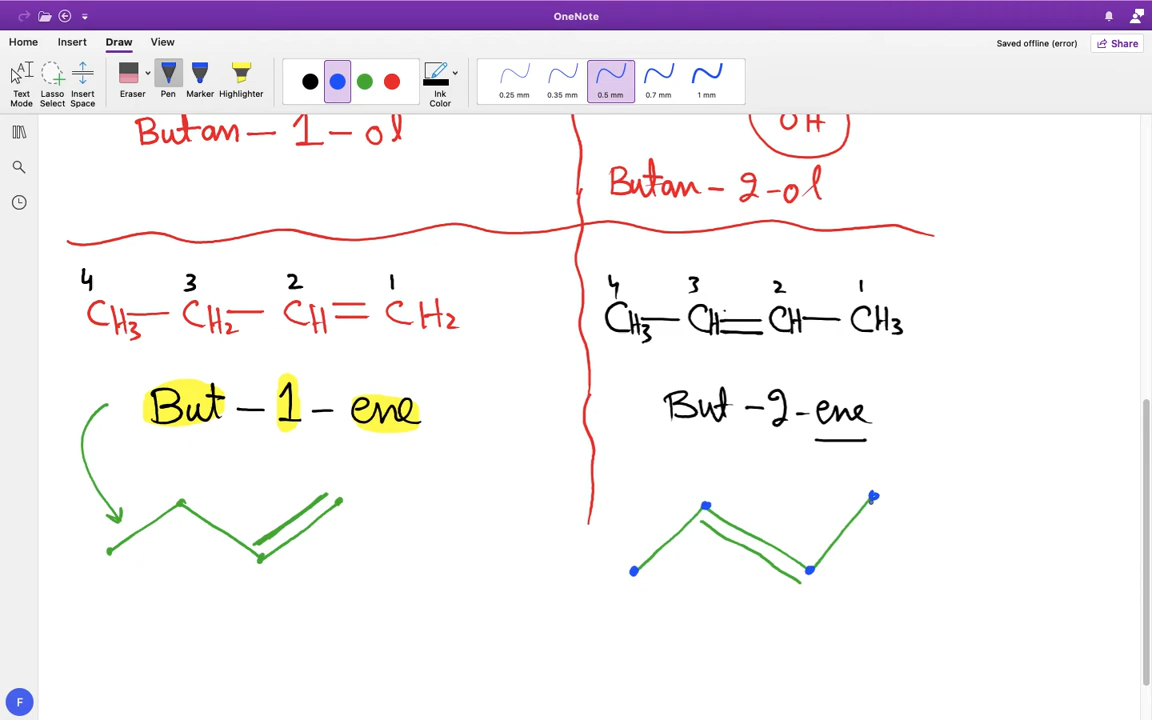 OneNote
Home Insert Draw View
Saved offline (error) Share
Text Mode
Lasso Select
Insert Space
Eraser
Pen
Marker
Highlighter
Ink Color
0.25 mm
0.35 mm
0.5 mm
0.7 mm
1 mm
Butan - 1 - ol
OH
Butan - 2 - ol
4 3 2 1
CH3 — CH2 — CH = CH2
But - 1 - ene
4 3 2 1
CH3 — CH = CH — CH3
But - 2 - ene
F